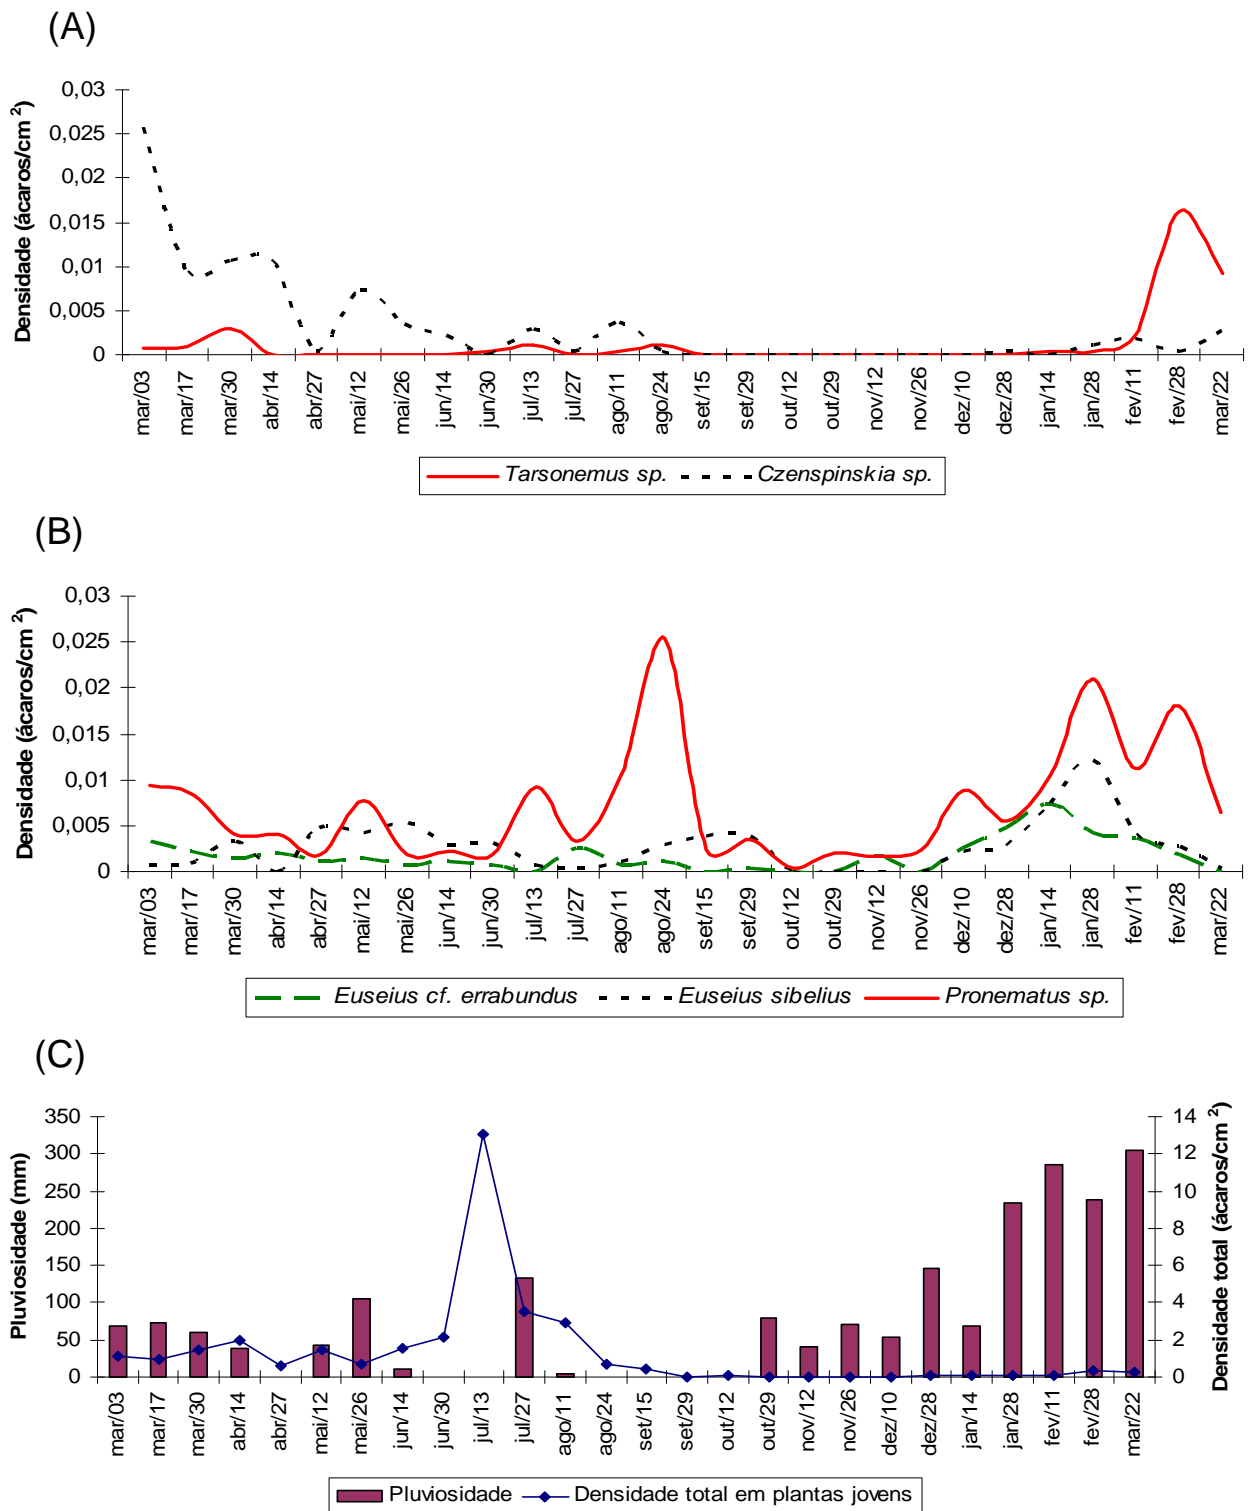 (A)
Densidade (ácaros/cm ²)
0,03
0,025
0,02
0,015
0,01
0,005
0
mar/03
mar/17
mar/30
abr/14
abr/27
mai/12
mai/26
jun/14
jun/30
jul/13
jul/27
ago/11
ago/24
set/15
set/29
out/12
out/29
nov/12
nov/26
dez/10
dez/28
jan/14
jan/28
fev/11
fev/28
mar/22
Tarsonemus sp. Czenspinskia sp.
(B)
Densidade (ácaros/cm ²)
0,03
0,025
0,02
0,015
0,01
0,005
0
mar/03
mar/17
mar/30
abr/14
abr/27
mai/12
mai/26
jun/14
jun/30
jul/13
jul/27
ago/11
ago/24
set/15
set/29
out/12
out/29
nov/12
nov/26
dez/10
dez/28
jan/14
jan/28
fev/11
fev/28
mar/22
Euseius cf. errabundus Euseius sibelius Pronematus sp.
(C)
Pluviosidade (mm)
350
300
250
200
150
100
50
0
14
12
10
8
6
4
2
0
Densidade total (ácaros/cm ²)
mar/03
mar/17
mar/30
abr/14
abr/27
mai/12
mai/26
jun/14
jun/30
jul/13
jul/27
ago/11
ago/24
set/15
set/29
out/12
out/29
nov/12
nov/26
dez/10
dez/28
jan/14
jan/28
fev/11
fev/28
mar/22
Pluviosidade Densidade total em plantas jovens